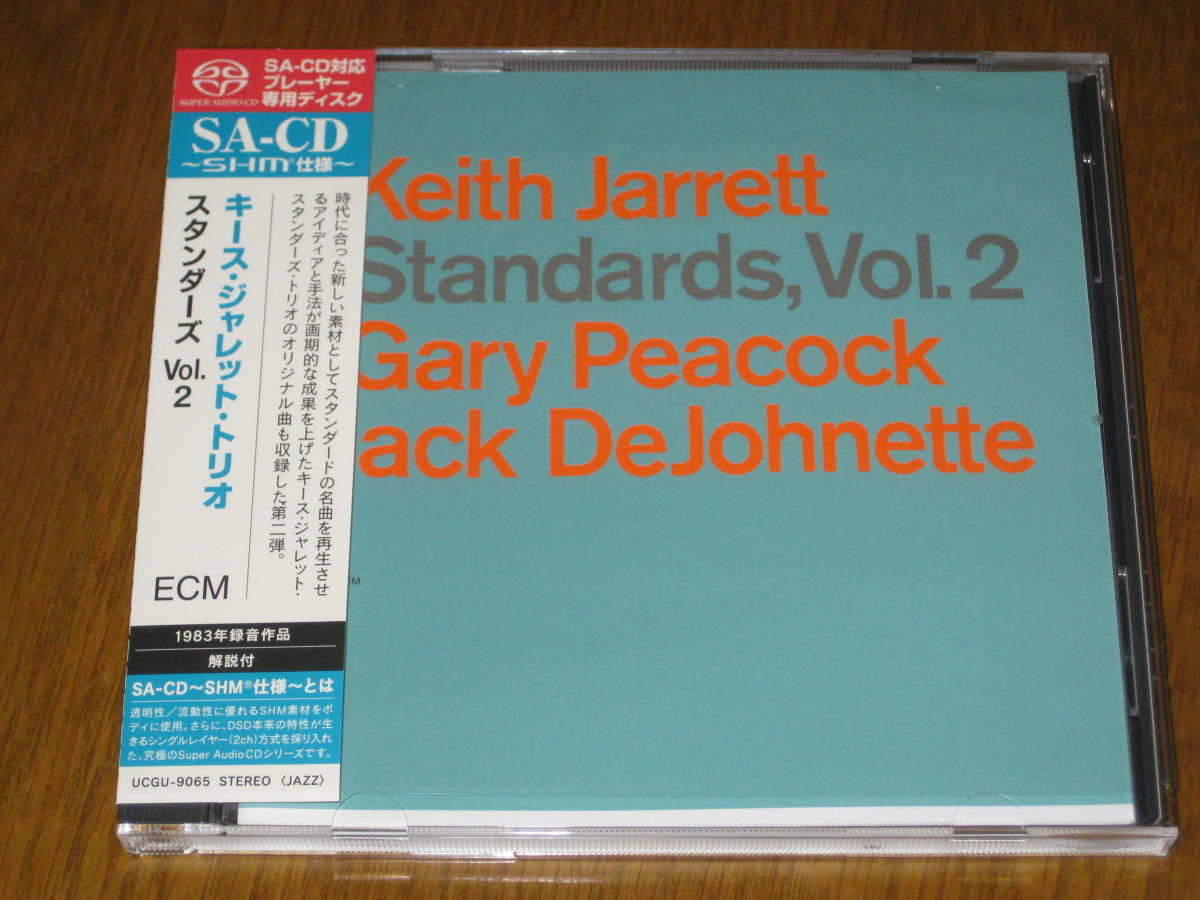 SUPER AUDIO CD
SA-CD対応
プレーヤー
専用ディスク
SA-CD
~SHM®仕様~
キース・ジャレット・トリオ
スタンダーズ Vol. 2
時代に合った新しい素材としてスタンダードの名曲を再生させ
るアイディアと手法が画期的な成果を上げたキース・ジャレット・
スタンダーズ・トリオのオリジナル曲も収録した第二弾。
ECM
1983年録音作品
解説付
SA-CD~SHM®仕様~とは
透明性/流動性に優れるSHM素材をボ
ディに使用。さらに、DSD本来の特性が生
きるシングルレイヤー(2ch)方式を採り入れ
た、究極のSuper Audio CDシリーズです。
UCGU-9065 STEREO 〈JAZZ〉
Keith Jarrett
Standards, Vol. 2
Gary Peacock
ack DeJohnette
CM